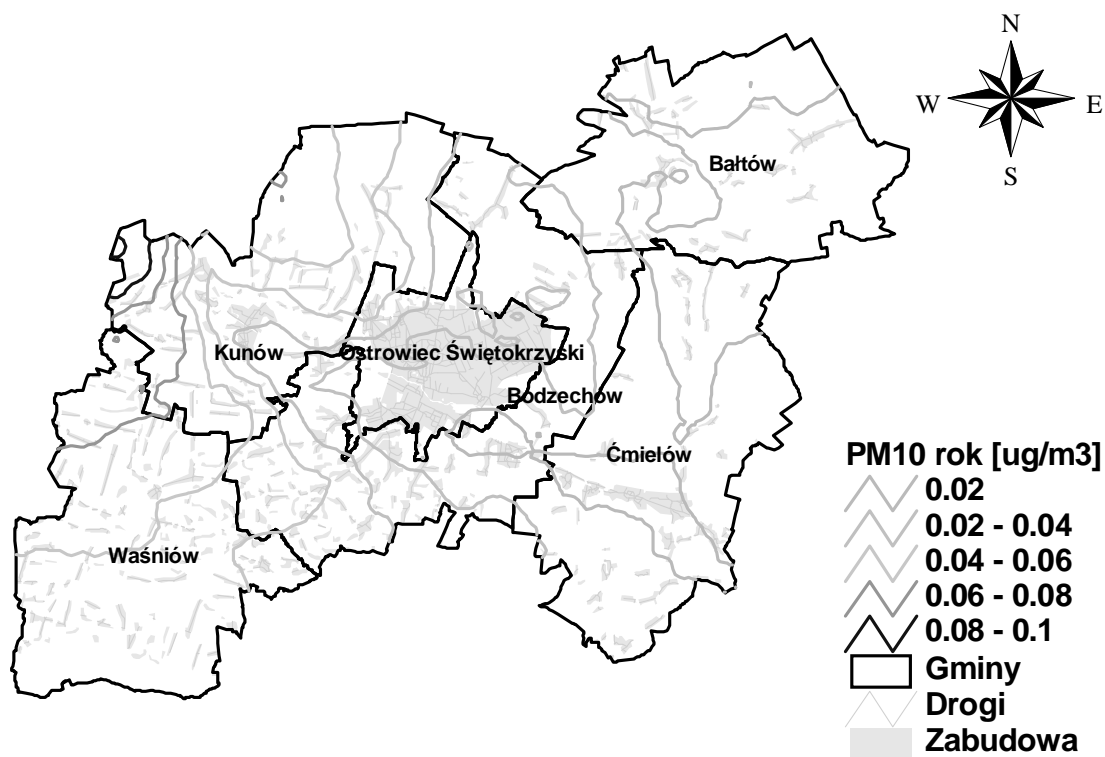 N
W E
S
Bałtów
Kunów
Ostrowiec Świętokrzyski
Bodzechów
Ćmielów
Waśniów
PM10 rok [ug/m3]
0.02
0.02 - 0.04
0.04 - 0.06
0.06 - 0.08
0.08 - 0.1
Gminy
Drogi
Zabudowa